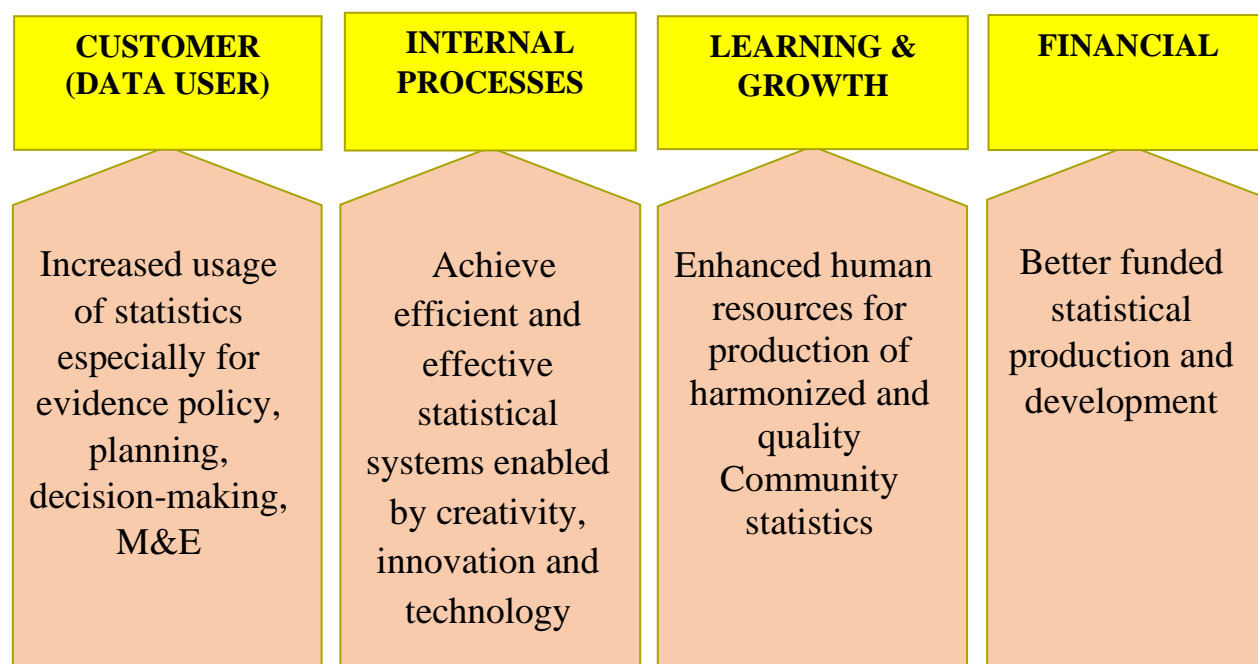 CUSTOMER
(DATA USER)
Increased usage
of statistics
especially for
evidence policy,
planning,
decision-making,
M&E
INTERNAL
PROCESSES
Achieve
efficient and
effective
statistical
systems enabled
by creativity,
innovation and
technology
LEARNING &
GROWTH
Enhanced human
resources for
production of
harmonized and
quality
Community
statistics
FINANCIAL
Better funded
statistical
production and
development